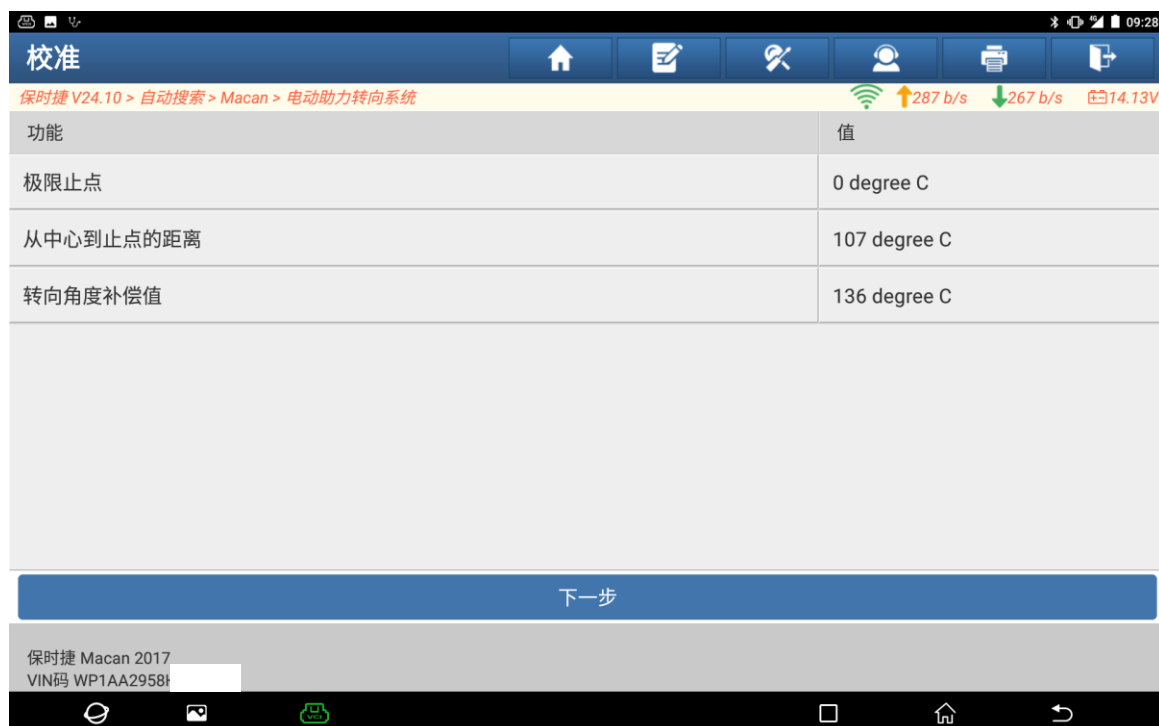 4G 09:28
校准
保时捷 V24.10 > 自动搜索 > Macan > 电动助力转向系统 287 b/s 267 b/s 14.13V
功能 值
极限止点 0 degree C
从中心到止点的距离 107 degree C
转向角度补偿值 136 degree C
下一步
保时捷 Macan 2017
VIN码 WP1AA2958H
VCI